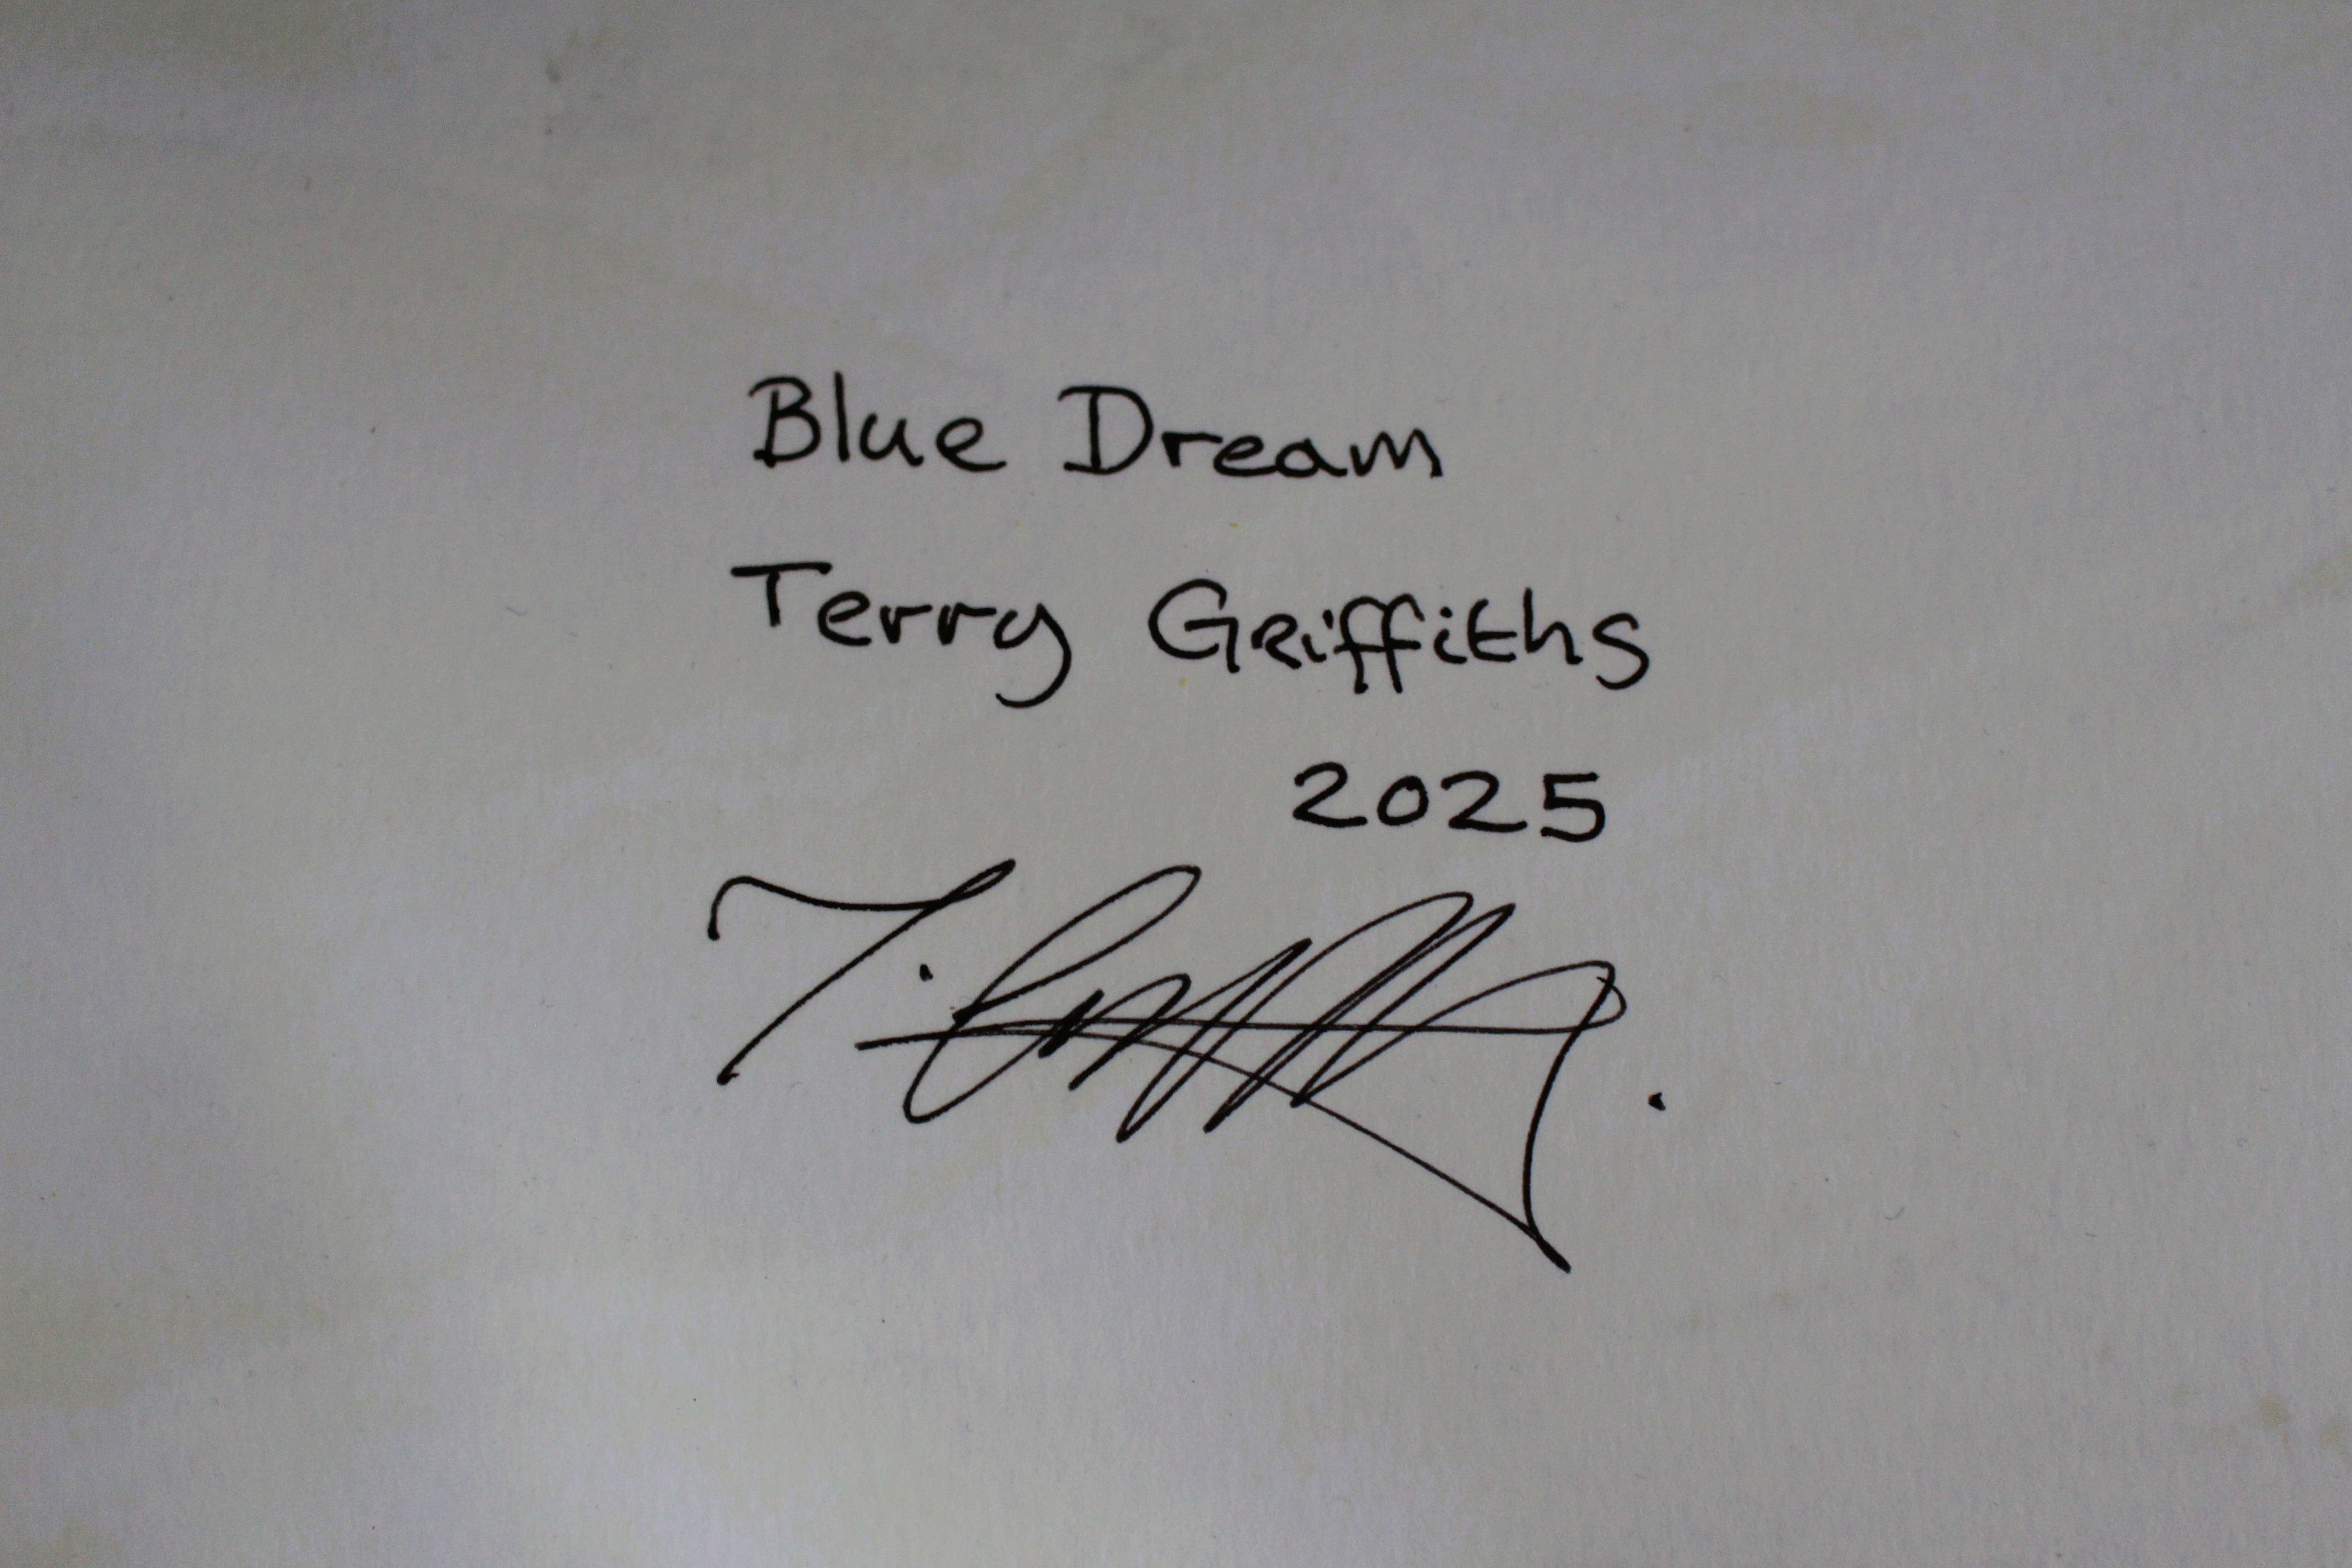 Blue Dream
Terry Griffiths
2025